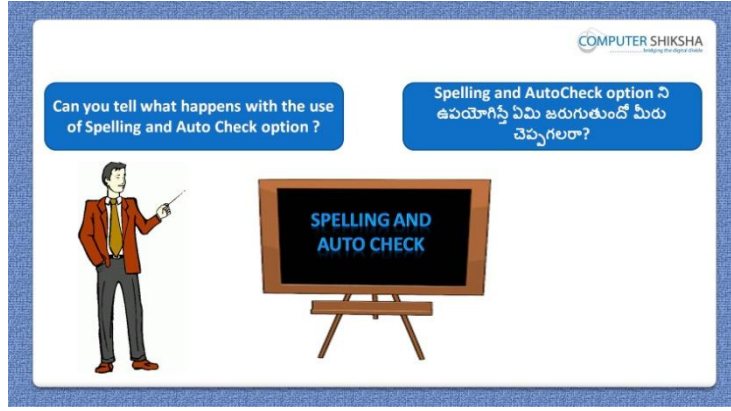 COMPUTER SHIKSHA
...bridging the digital divide
Can you tell what happens with the use
of Spelling and Auto Check option ?
Spelling and AutoCheck option ని
ఉపయోగిస్తే ఏమి జరుగుతుందో మీరు
చెప్పగలరా?
SPELLING AND
AUTO CHECK